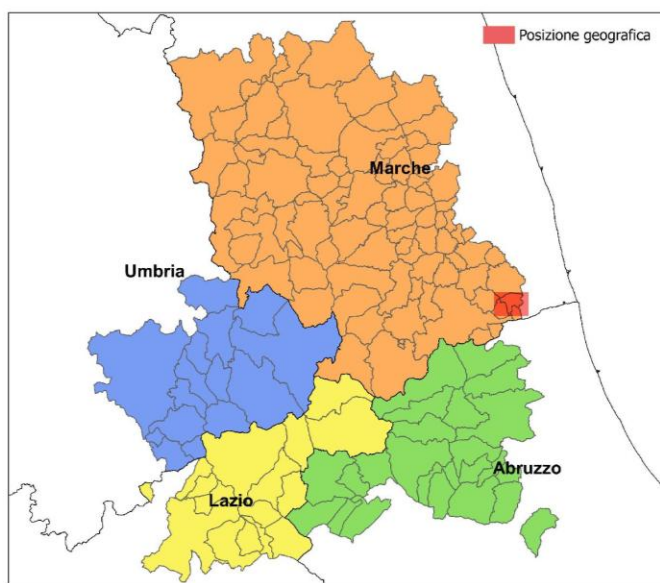 Posizione geografica
Marche
Umbria
Abruzzo
Lazio